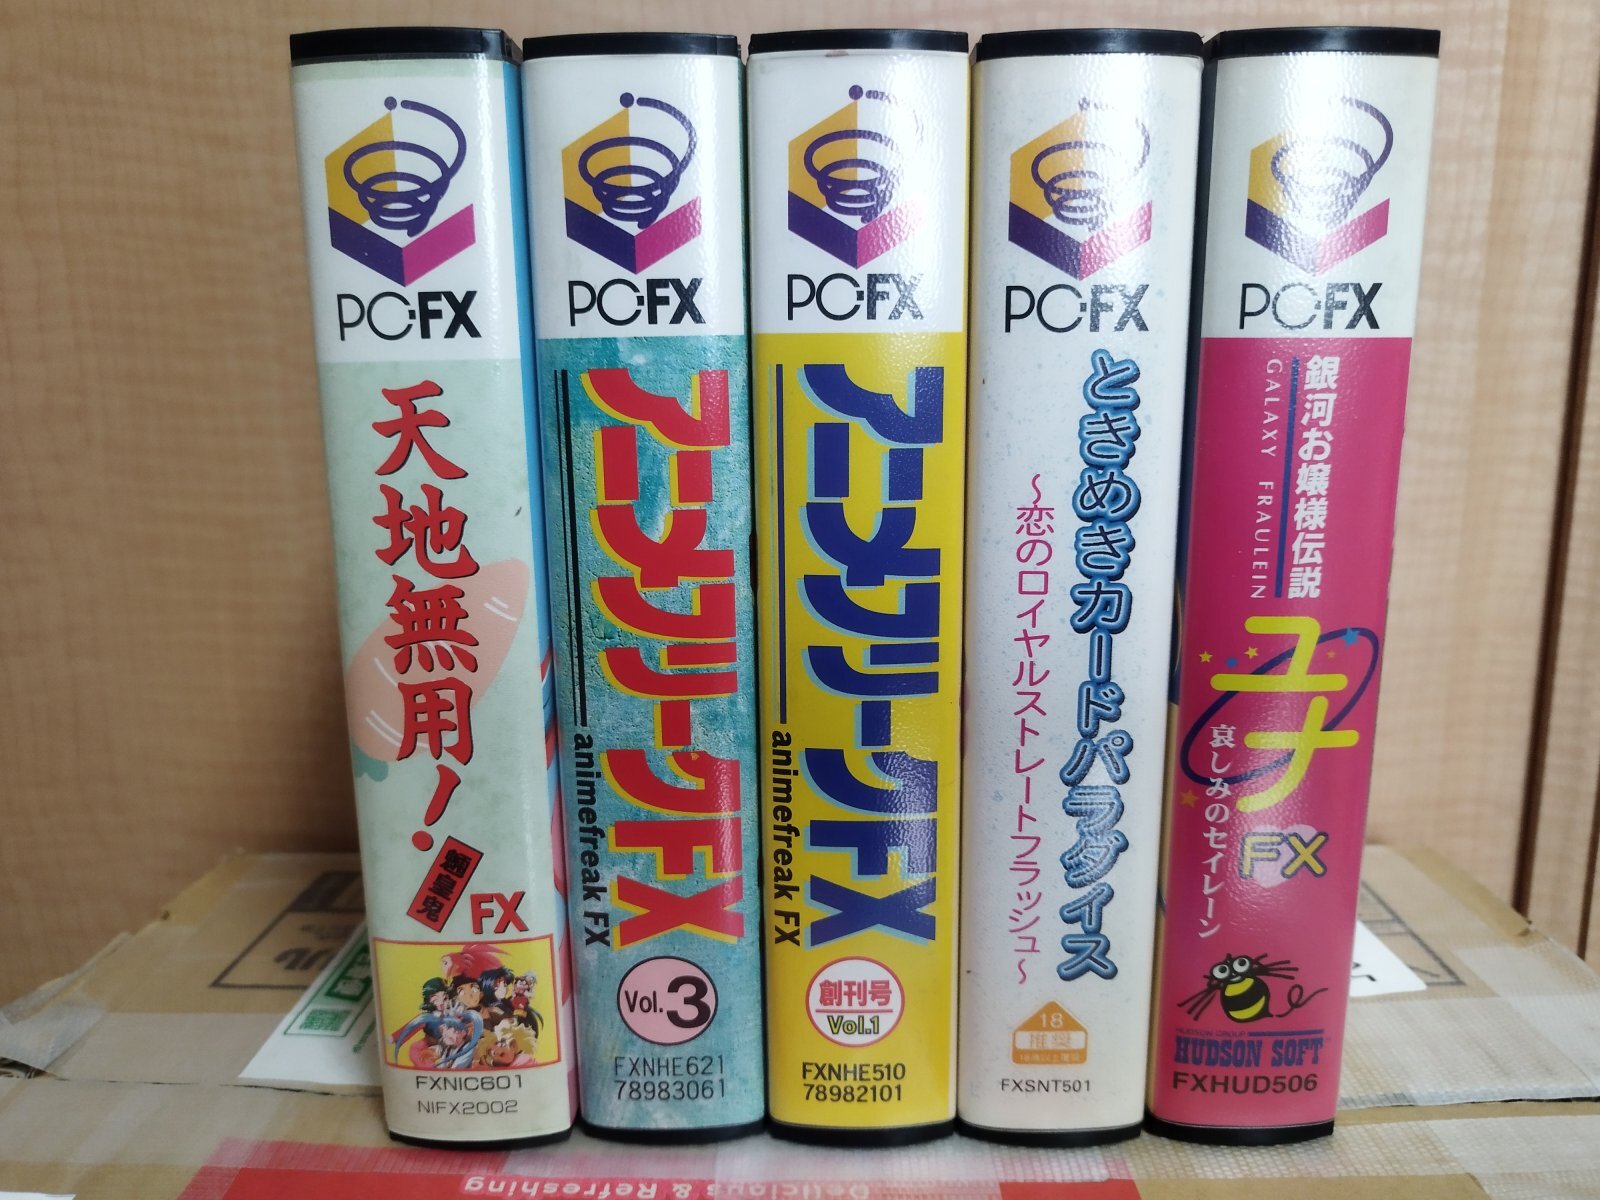 PC-FX
天地無用!
魎皇鬼
FX
FXNIC601
NIFX2002
PC-FX
アニメフリークFX
animefreak FX
Vol.3
FXNHE621
78983061
PC-FX
アニメフリークFX
animefreak FX
創刊号
Vol.1
FXNHE510
78982101
PC-FX
ときめきカードパラダイス
～恋のロイヤルストレートフラッシュ～
18
推奨
FXSNT501
PC-FX
銀河お嬢様伝説
GALAXY FRAULEIN
ユナ
哀しみのセイレーン
FX
HUDSON GROUP
HUDSON SOFT
FXHUD506
Delicious & Refreshing